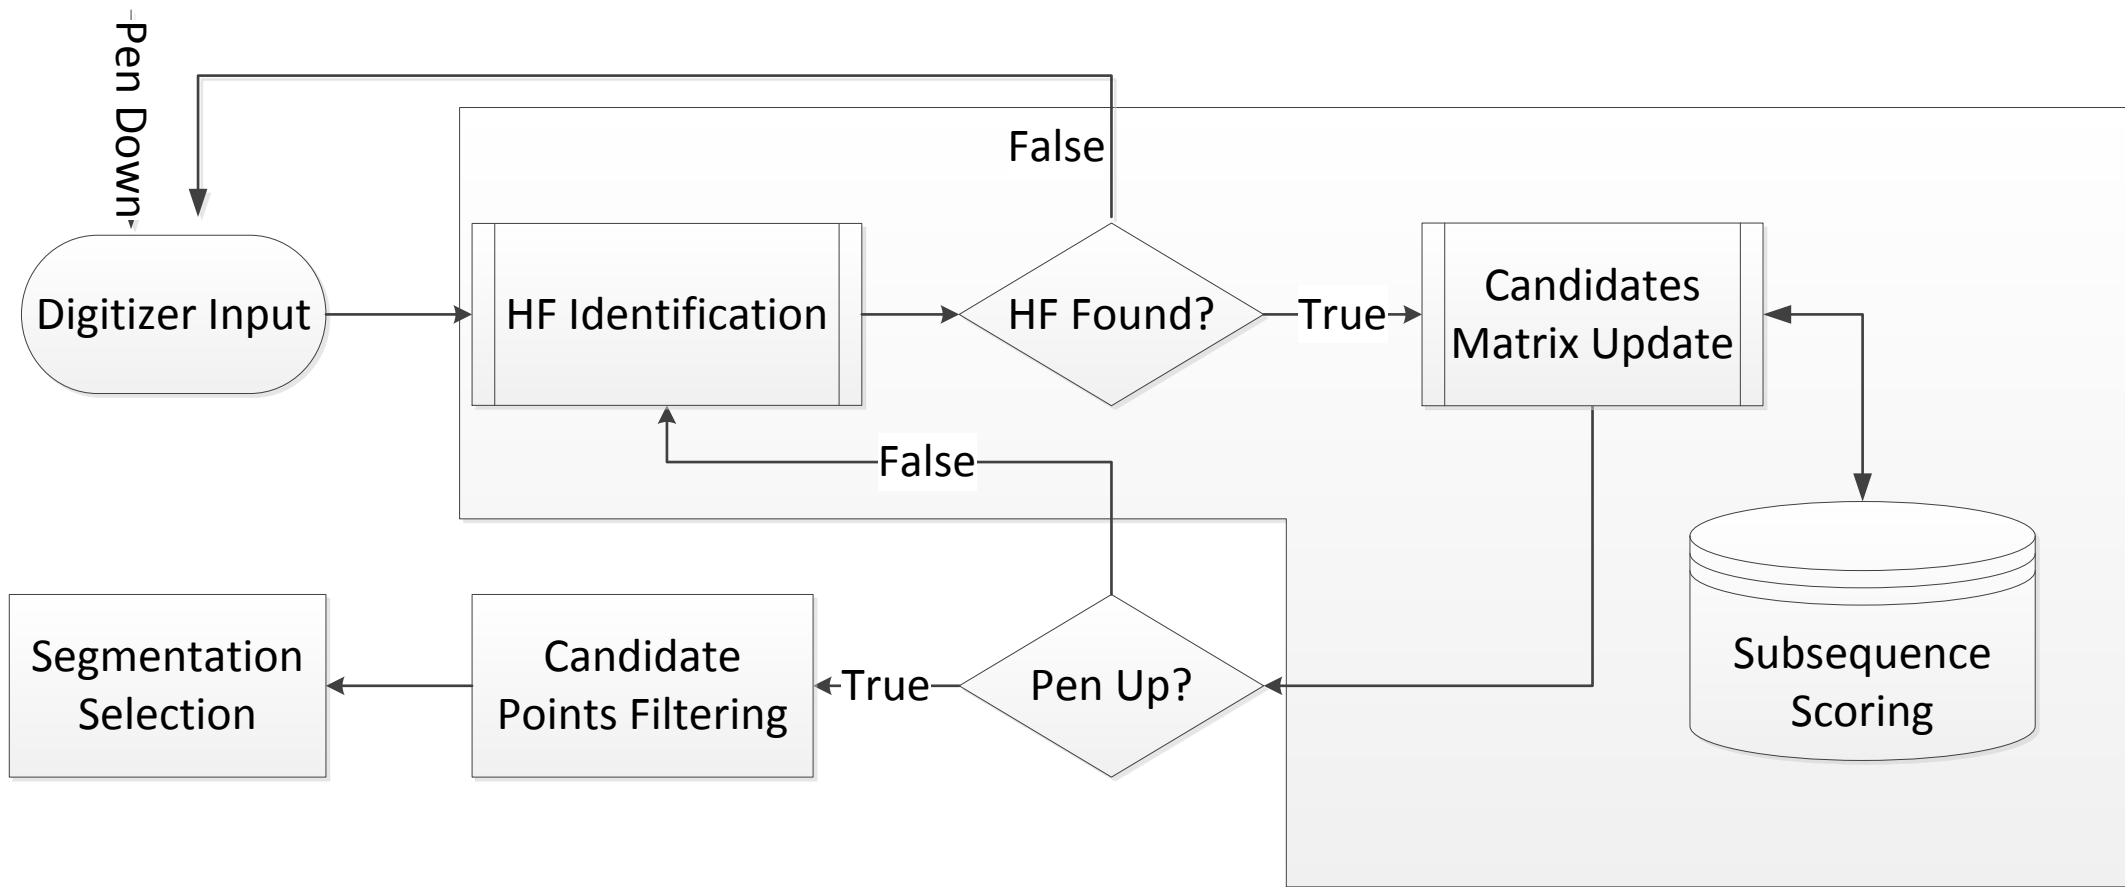 Pen Down
False
Digitizer Input
HF Identification
HF Found?
True
Candidates
Matrix Update
False
Segmentation
Selection
Candidate
Points Filtering
True
Pen Up?
Subsequence
Scoring